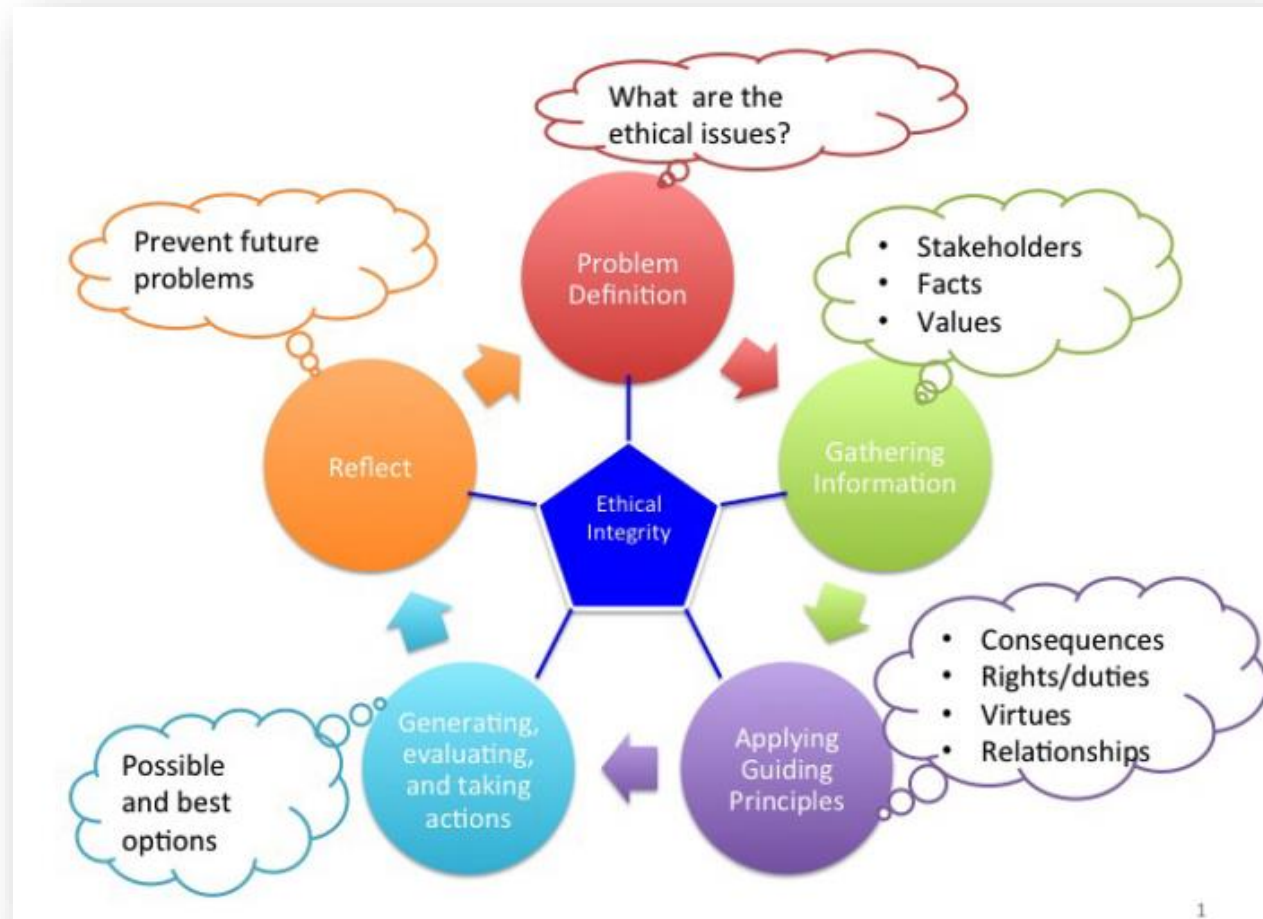 What are the
ethical issues?
Problem
Definition
• Stakeholders
• Facts
• Values
Gathering
Information
• Consequences
• Rights/duties
• Virtues
• Relationships
Applying
Guiding
Principles
Possible
and best
options
Generating,
evaluating,
and taking
actions
Prevent future
problems
Reflect
Ethical
Integrity
1